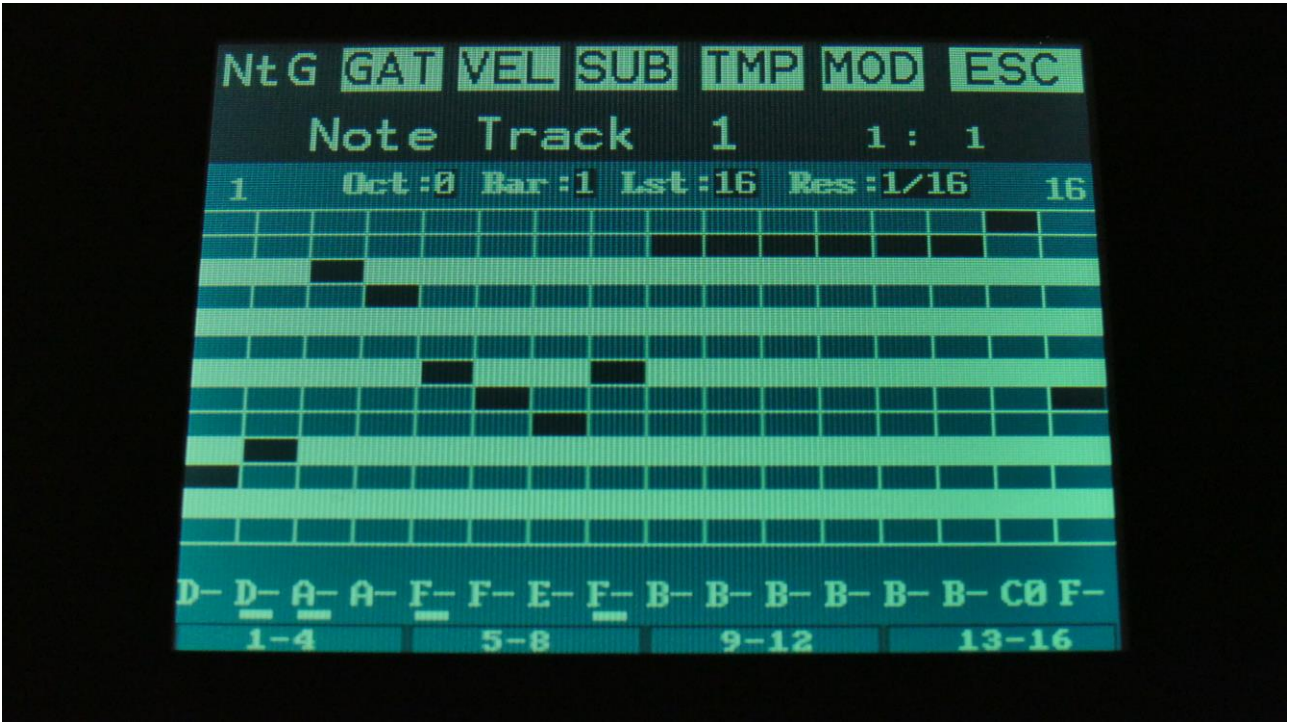 NtG GAT VEL SUB TMP MOD ESC
Note Track 1 1: 1
1 Oct:0 Bar:1 Lst:16 Res:1/16 16
D- D- A- A- F- F- E- F- B- B- B- B- B- B- C0 F-
1-4 5-8 9-12 13-16